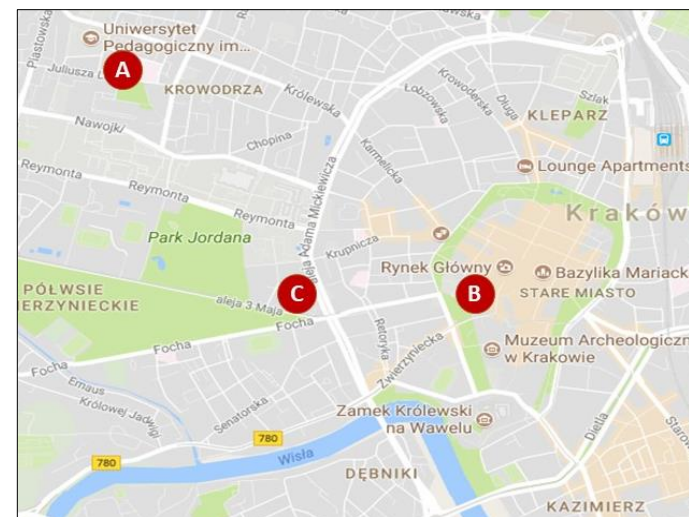 Uniwersytet
Pedagogiczny im...
Piastowska
A
Juliusza L
KROWODRZA
Królewska
Łobzowska
Krowoderska
Długa
Szlak
KLEPARZ
Nawojki
Chopina
Karmelicka
Lounge Apartments
Reymonta
Reymonta
Reymonta
Kraków
Park Jordana
aleja Adama Mickiewicza
Krupnicza
Rynek Główny
Bazylika Mariack
PÓŁWSIE
ZIERZYNIECKIE
C
B
STARE MIASTO
aleja 3 Maja
Focha
Focha
Focha
Retoryka
Zwierzyniecka
Muzeum Archeologiczn
w Krakowie
Emaus
Królowej Jadwigi
Senatorska
Zamek Królewski
na Wawelu
Dietla
Starow
780
780
Wisła
DĘBNIKI
KAZIMIERZ